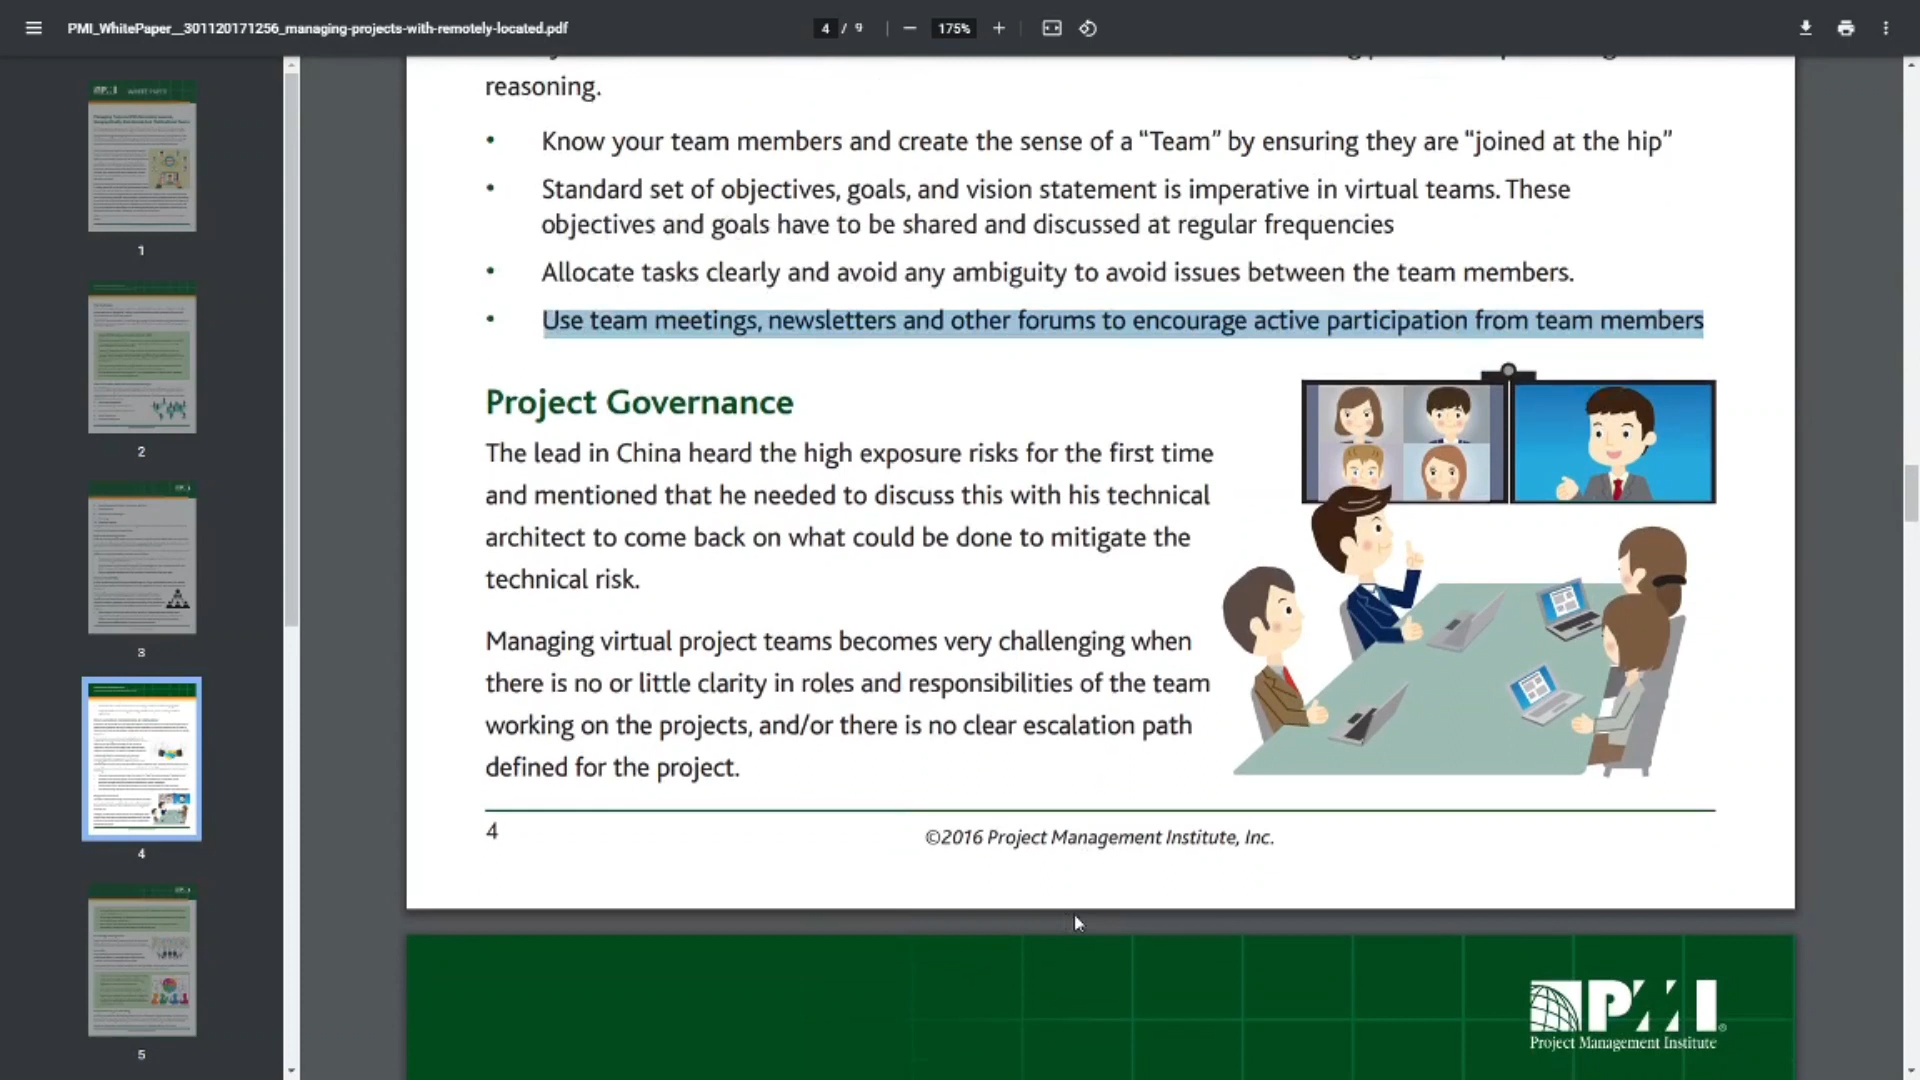 PMI_WhitePaper__301120171256_managing-projects-with-remotely-located.pdf
4 / 9
175%
reasoning.
• Know your team members and create the sense of a “Team” by ensuring they are “joined at the hip”
• Standard set of objectives, goals, and vision statement is imperative in virtual teams. These
objectives and goals have to be shared and discussed at regular frequencies
• Allocate tasks clearly and avoid any ambiguity to avoid issues between the team members.
• Use team meetings, newsletters and other forums to encourage active participation from team members
Project Governance
The lead in China heard the high exposure risks for the first time
and mentioned that he needed to discuss this with his technical
architect to come back on what could be done to mitigate the
technical risk.
Managing virtual project teams becomes very challenging when
there is no or little clarity in roles and responsibilities of the team
working on the projects, and/or there is no clear escalation path
defined for the project.
4
©2016 Project Management Institute, Inc.
PMI
Project Management Institute
1
2
3
4
5